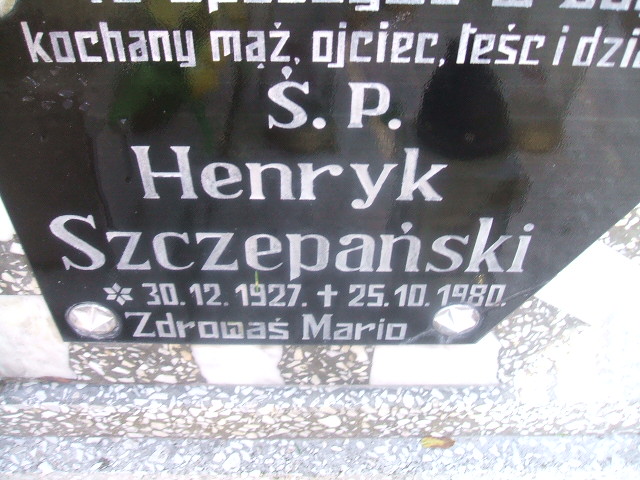 kochany mąż, ojciec, teść i
Ś. P.
Henryk
Szczepański
* 30.12.1927. + 25.10.1980.
Zdrowaś Mario